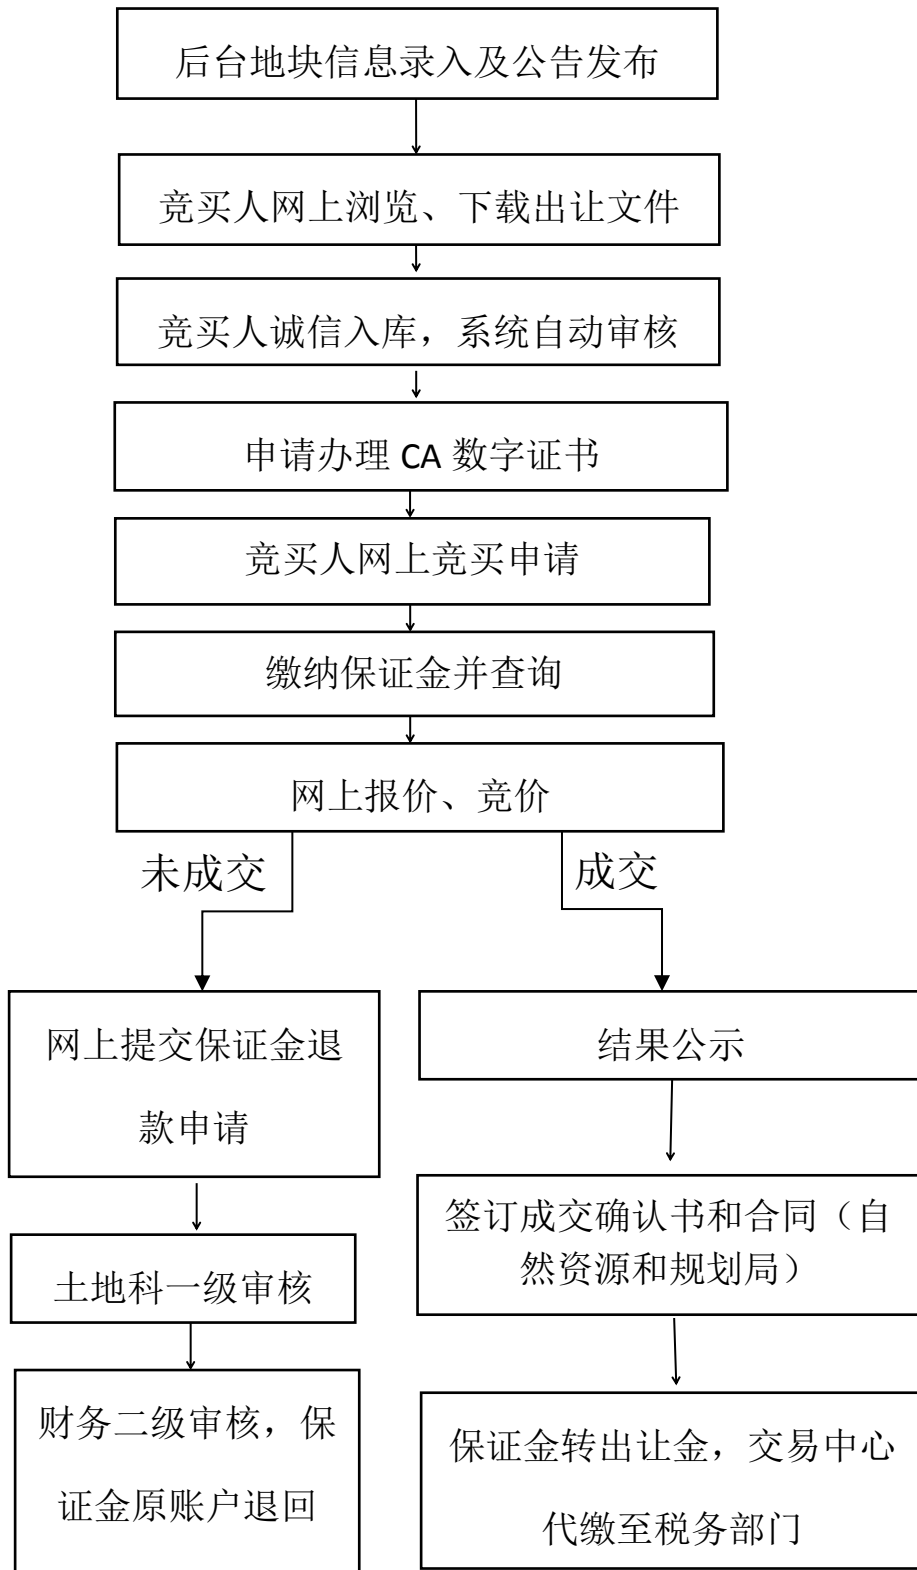 后台地块信息录入及公告发布
竞买人网上浏览、下载出让文件
竞买人诚信入库，系统自动审核
申请办理 CA 数字证书
竞买人网上竞买申请
缴纳保证金并查询
网上报价、竞价
未成交
成交
网上提交保证金退
款申请
土地科一级审核
财务二级审核，保
证金原账户退回
结果公示
签订成交确认书和合同（自
然资源和规划局）
保证金转出让金，交易中心
代缴至税务部门